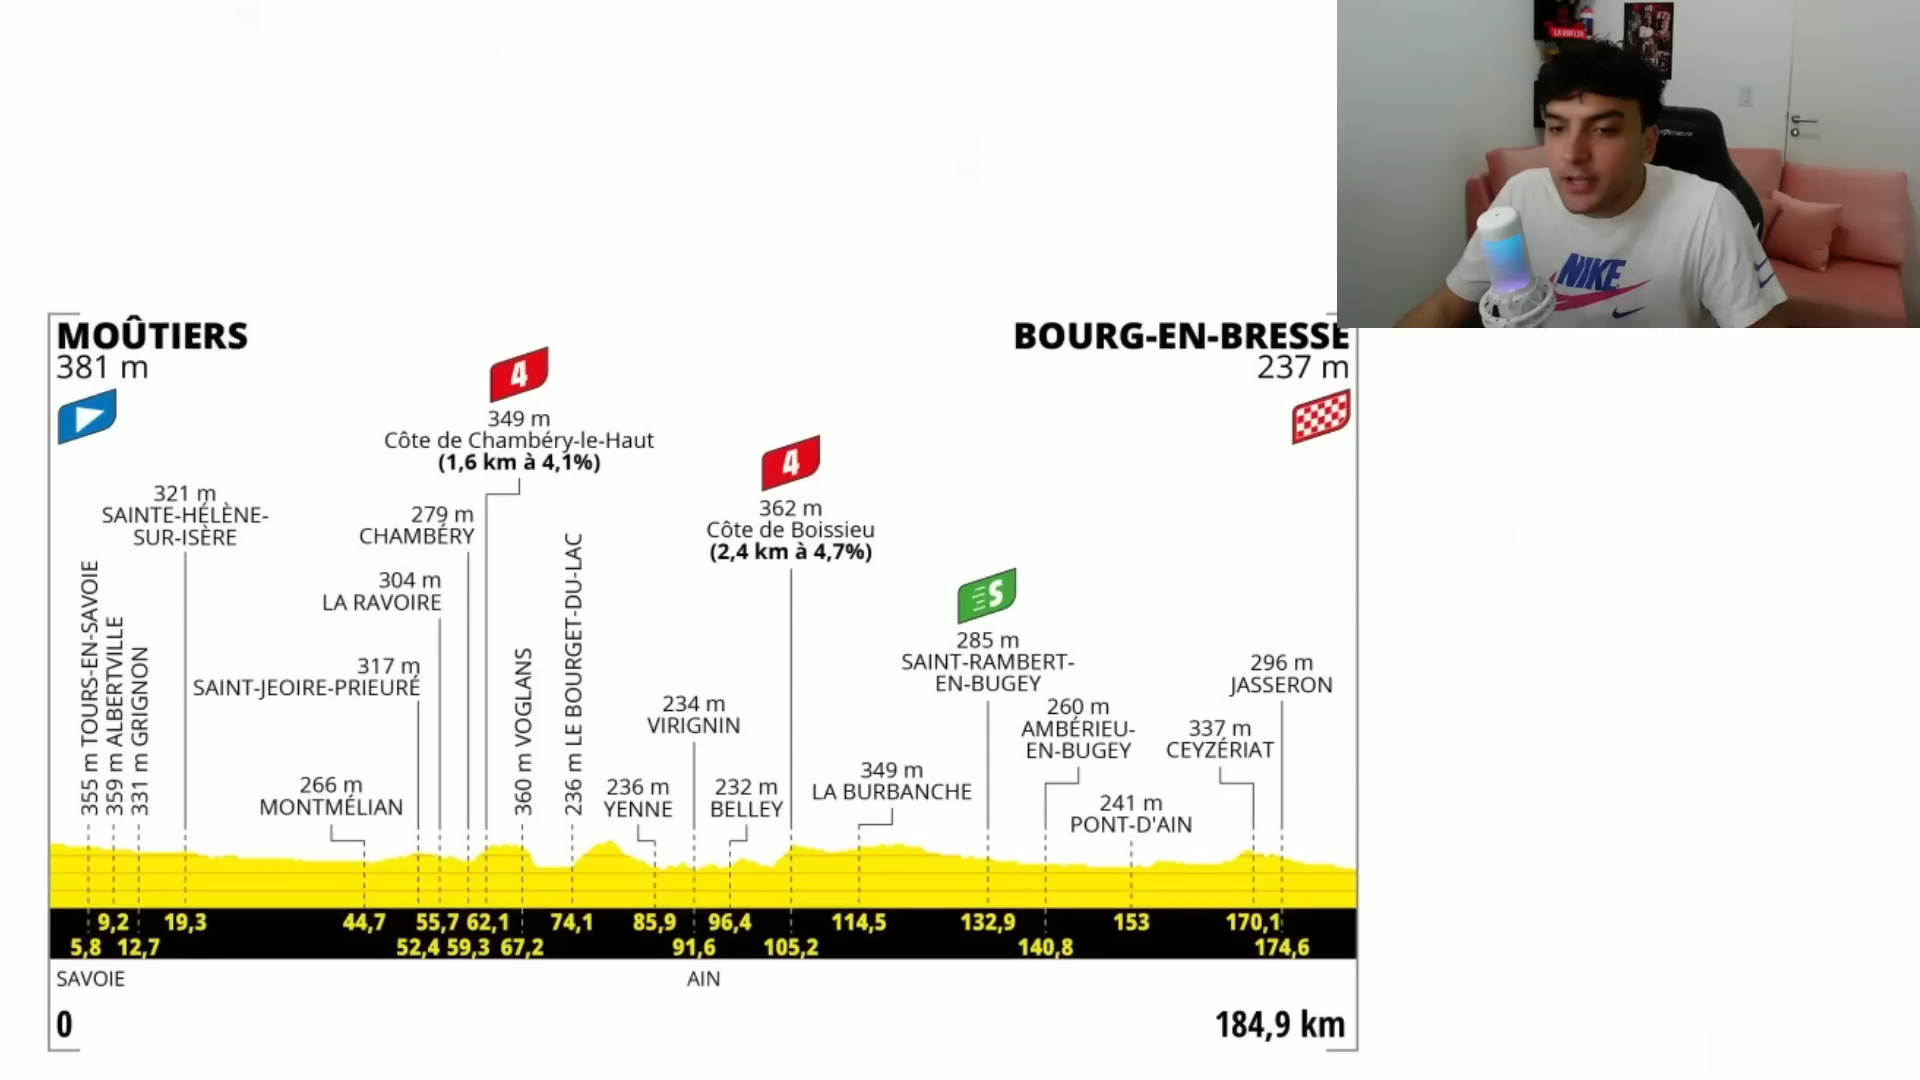 LA VUELTA
NIKE
MOÛTIERS
381 m
BOURG-EN-BRESSE
237 m
4
349 m
Côte de Chambéry-le-Haut
(1,6 km à 4,1%)
4
362 m
Côte de Boissieu
(2,4 km à 4,7%)
321 m
SAINTE-HÉLÈNE-
SUR-ISÈRE
279 m
CHAMBÉRY
304 m
LA RAVOIRE
317 m
SAINT-JEOIRE-PRIEURÉ
266 m
MONTMÉLIAN
355 m TOURS-EN-SAVOIE
359 m ALBERTVILLE
331 m GRIGNON
360 m VOGLANS
236 m LE BOURGET-DU-LAC
236 m
YENNE
234 m
VIRIGNIN
232 m
BELLEY
349 m
LA BURBANCHE
S
285 m
SAINT-RAMBERT-
EN-BUGEY
260 m
AMBÉRIEU-
EN-BUGEY
241 m
PONT-D'AIN
337 m
CEYZÉRIAT
296 m
JASSERON
9,2 19,3 44,7 55,7 62,1 74,1 85,9 96,4 114,5 132,9 153 170,1
5,8 12,7 52,4 59,3 67,2 91,6 105,2 140,8 174,6
SAVOIE
AIN
0
184,9 km